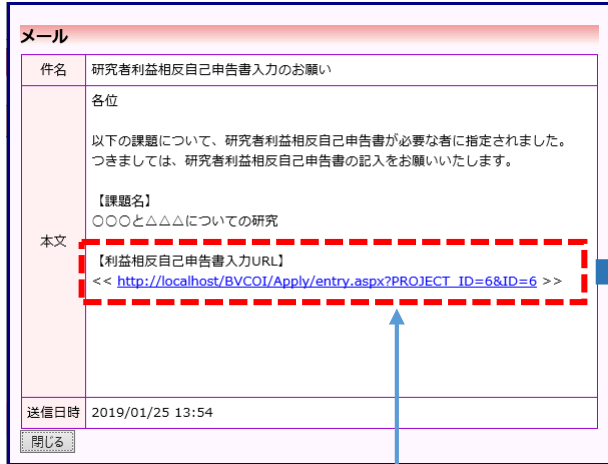 メール
件名 研究者利益相反自己申告書入力のお願い
各位
以下の課題について、研究者利益相反自己申告書が必要な者に指定されました。
つきましては、研究者利益相反自己申告書の記入をお願いいたします。
【課題名】
○○○と△△△についての研究
本文
【利益相反自己申告書入力URL】
<< http://localhost/BVCOI/Apply/entry.aspx?PROJECT_ID=6&ID=6 >>
送信日時 2019/01/25 13:54
閉じる